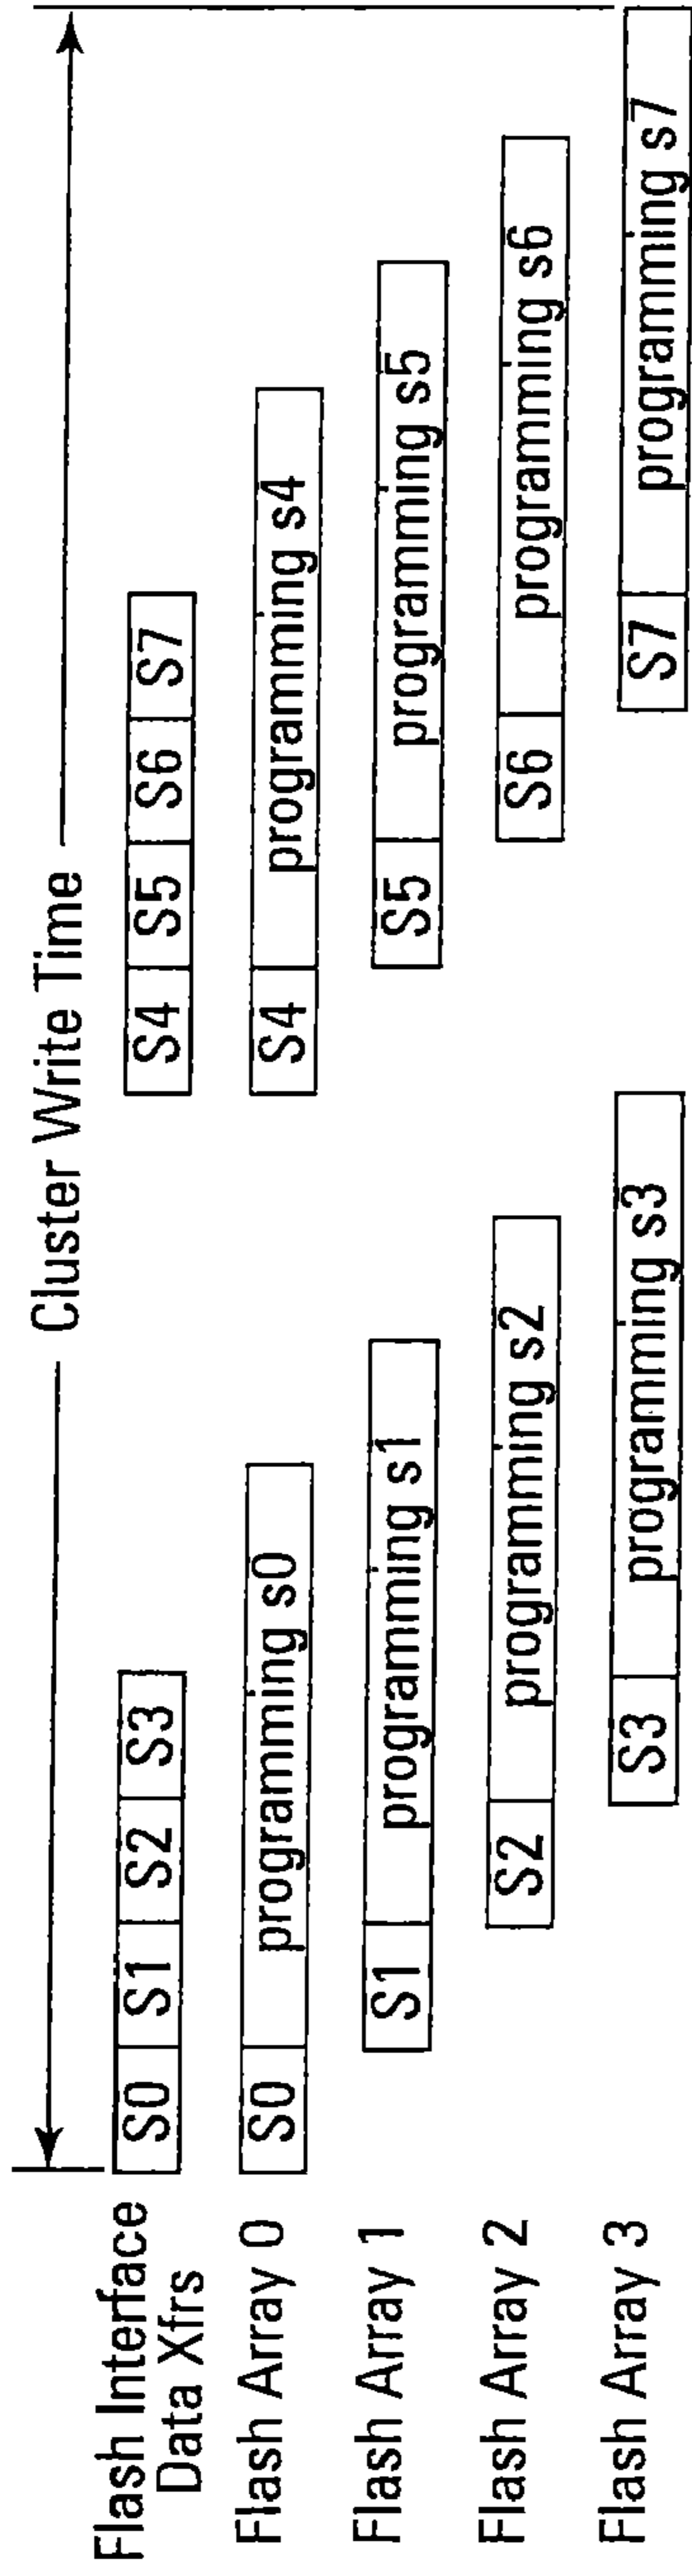 Cluster Write Time
Flash Interface
Data Xfrs
S0 S1 S2 S3 S4 S5 S6 S7
Flash Array 0 S0 programming s0 S4 programming s4
Flash Array 1 S1 programming s1 S5 programming s5
Flash Array 2 S2 programming s2 S6 programming s6
Flash Array 3 S3 programming s3 S7 programming s7